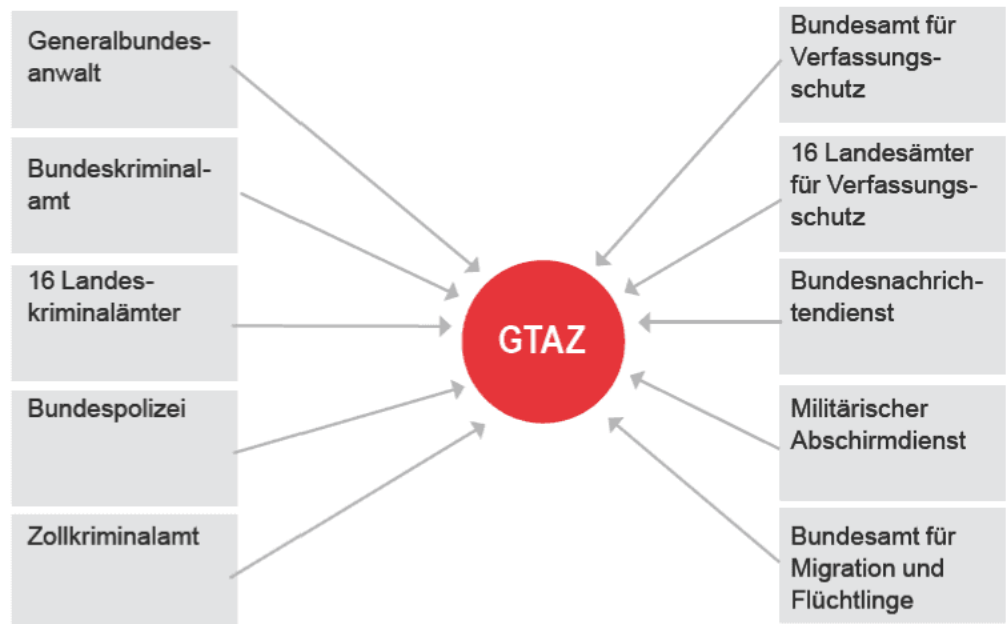 Generalbundes-
anwalt
Bundeskriminal-
amt
16 Landes-
kriminalämter
Bundespolizei
Zollkriminalamt
GTAZ
Bundesamt für
Verfassungs-
schutz
16 Landesämter
für Verfassungs-
schutz
Bundesnachrich-
tendienst
Militärischer
Abschirmdienst
Bundesamt für
Migration und
Flüchtlinge